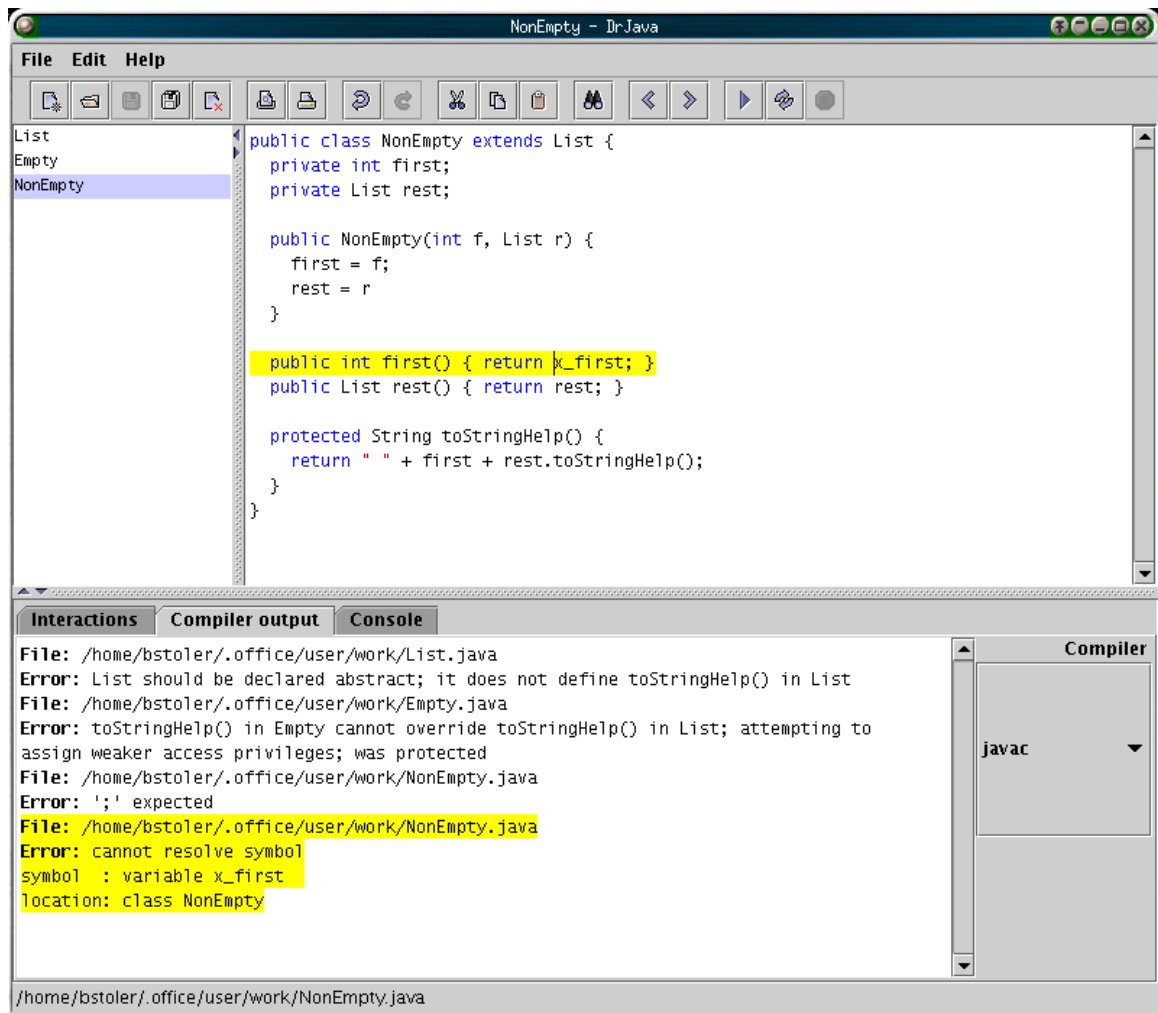 NonEmpty - DrJava
File Edit Help
List
Empty
NonEmpty
public class NonEmpty extends List {
  private int first;
  private List rest;
  public NonEmpty(int f, List r) {
    first = f;
    rest = r
  }
  public int first() { return x_first; }
  public List rest() { return rest; }
  protected String toStringHelp() {
    return " " + first + rest.toStringHelp();
  }
}
Interactions Compiler output Console
File: /home/bstoler/.office/user/work/List.java
Error: List should be declared abstract; it does not define toStringHelp() in List
File: /home/bstoler/.office/user/work/Empty.java
Error: toStringHelp() in Empty cannot override toStringHelp() in List; attempting to
assign weaker access privileges; was protected
File: /home/bstoler/.office/user/work/NonEmpty.java
Error: ';' expected
File: /home/bstoler/.office/user/work/NonEmpty.java
Error: cannot resolve symbol
symbol  : variable x_first
location: class NonEmpty
Compiler
javac
/home/bstoler/.office/user/work/NonEmpty.java